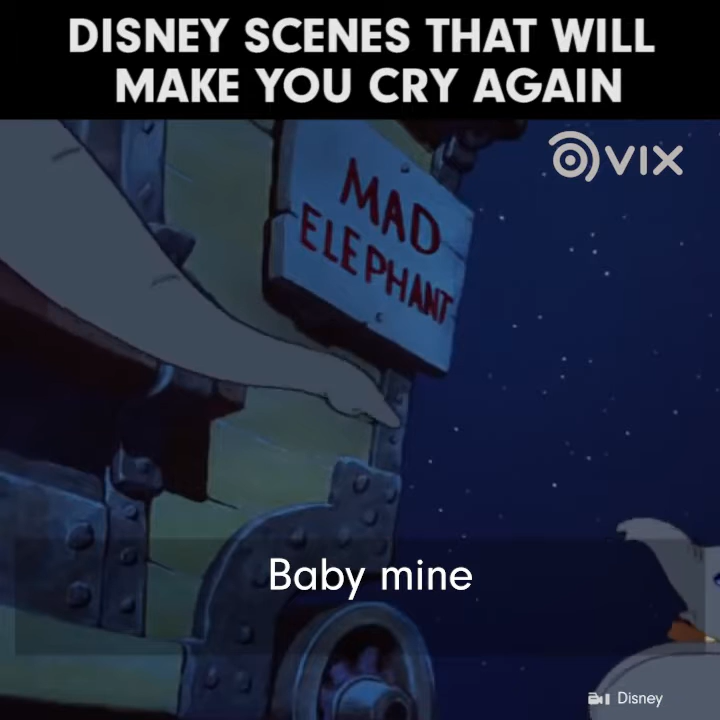 DISNEY SCENES THAT WILL
MAKE YOU CRY AGAIN
VIX
MAD
ELEPHANT
Baby mine
Disney